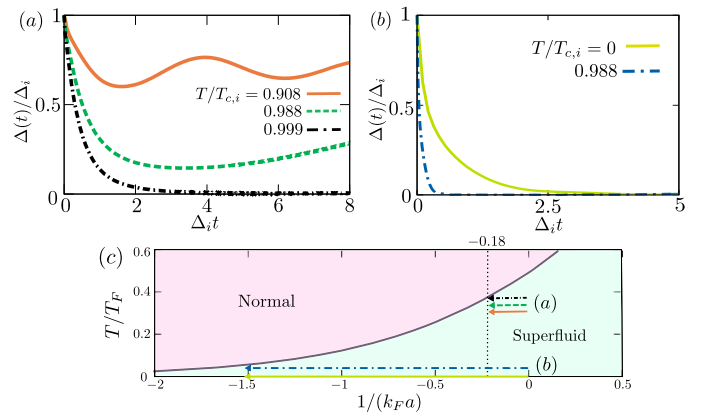 (a)
1
0.5
0
Δ(t)/Δ_i
T/T_{c,i} = 0.908
0.988
0.999
0 2 4 6 8
Δ_i t
(b)
1
0.5
0
Δ(t)/Δ_i
T/T_{c,i} = 0
0.988
0 2.5 5
Δ_i t
(c)
−0.18
0.6
0.4
0.2
0
T/T_F
Normal
Superfluid
(a)
(b)
−2 −1.5 −1 −0.5 0 0.5
1/(k_F a)